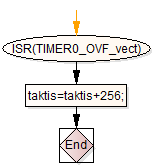 ISR(TIMER0_OVF_vect)
taktis=taktis+256;
End